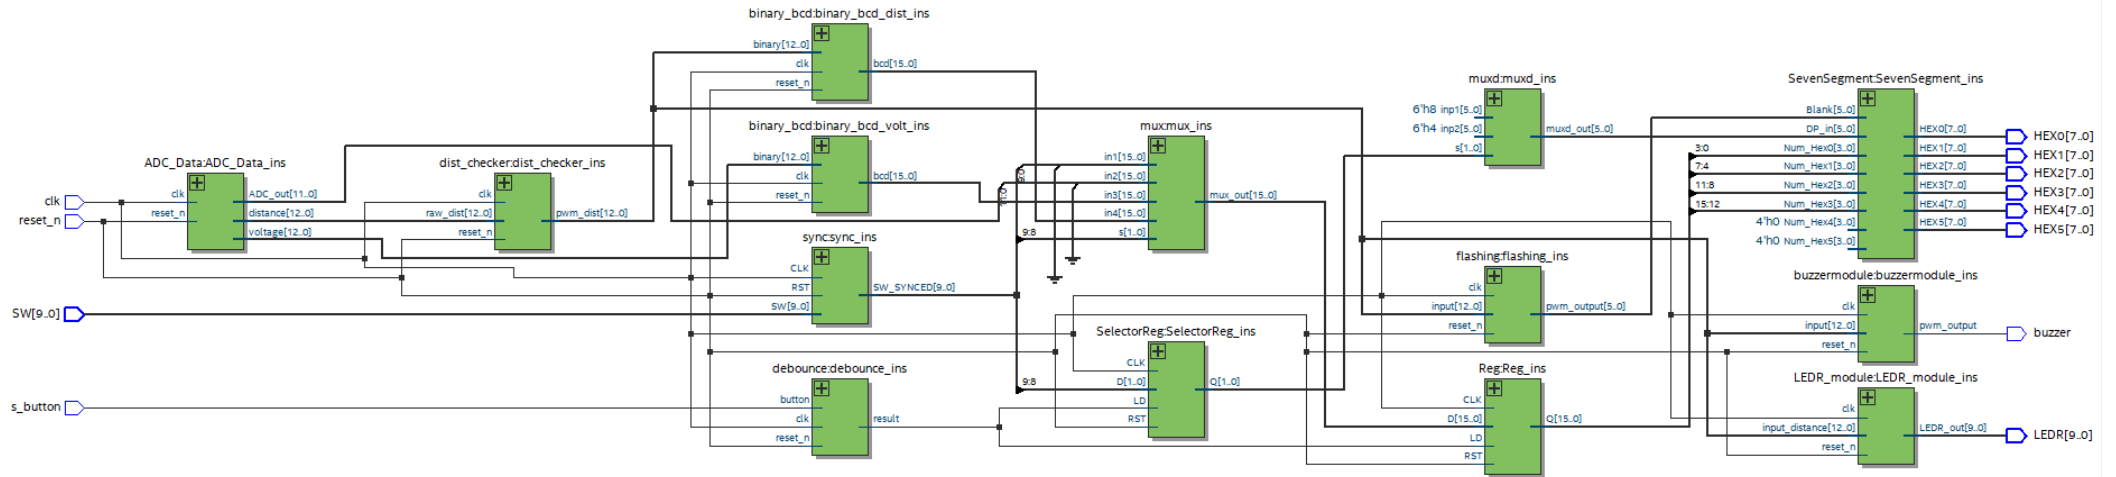 binary_bcd:binary_bcd_dist_ins
binary[12..0]
clk
reset_n
bcd[15..0]
binary_bcd:binary_bcd_volt_ins
binary[12..0]
clk
reset_n
bcd[15..0]
ADC_Data:ADC_Data_ins
clk
reset_n
ADC_out[11..0]
distance[12..0]
voltage[12..0]
dist_checker:dist_checker_ins
clk
raw_dist[12..0]
reset_n
pwm_dist[12..0]
clk
reset_n
SW[9..0]
s_button
sync:sync_ins
CLK
RST
SW[9..0]
SW_SYNCED[9..0]
debounce:debounce_ins
button
clk
reset_n
result
mux:mux_ins
in1[15..0]
in2[15..0]
in3[15..0]
in4[15..0]
s[1..0]
mux_out[15..0]
9:0
11:0
9:8
SelectorReg:SelectorReg_ins
CLK
D[1..0]
LD
RST
Q[1..0]
9:8
muxd:muxd_ins
6'h8 inp1[5..0]
6'h4 inp2[5..0]
s[1..0]
muxd_out[5..0]
flashing:flashing_ins
clk
input[12..0]
reset_n
pwm_output[5..0]
Reg:Reg_ins
CLK
D[15..0]
LD
RST
Q[15..0]
SevenSegment:SevenSegment_ins
Blank[5..0]
DP_in[5..0]
3:0 Num_Hex0[3..0]
7:4 Num_Hex1[3..0]
11:8 Num_Hex2[3..0]
15:12 Num_Hex3[3..0]
4'h0 Num_Hex4[3..0]
4'h0 Num_Hex5[3..0]
HEX0[7..0]
HEX1[7..0]
HEX2[7..0]
HEX3[7..0]
HEX4[7..0]
HEX5[7..0]
HEX0[7..0]
HEX1[7..0]
HEX2[7..0]
HEX3[7..0]
HEX4[7..0]
HEX5[7..0]
buzzermodule:buzzermodule_ins
clk
input[12..0]
reset_n
pwm_output
buzzer
LEDR_module:LEDR_module_ins
clk
input_distance[12..0]
reset_n
LEDR_out[9..0]
LEDR[9..0]